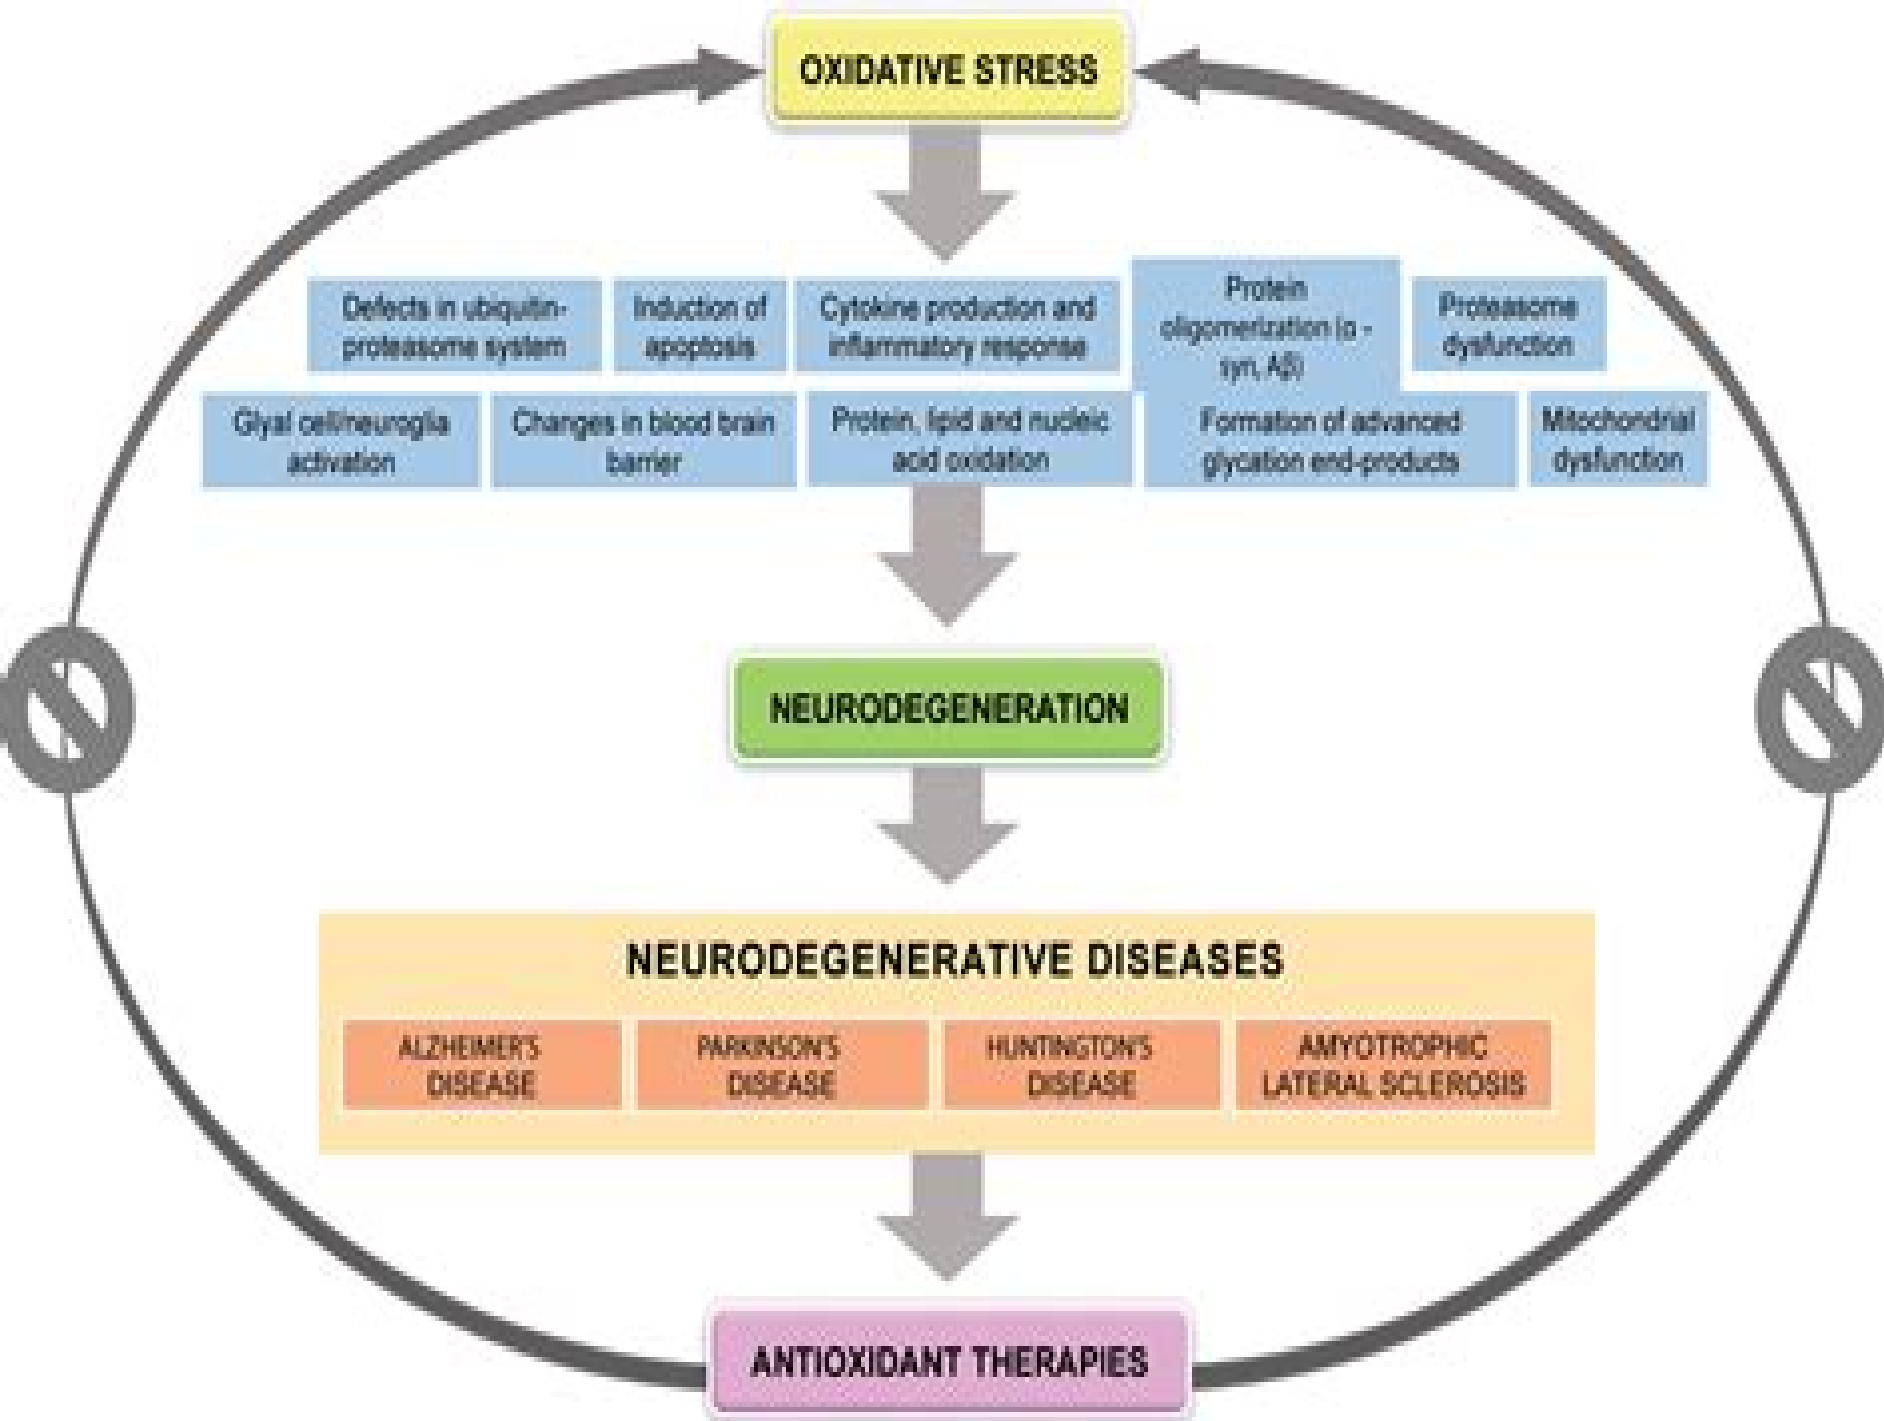 OXIDATIVE STRESS
Defects in ubiquitin-
proteasome system
Induction of
apoptosis
Cytokine production and
inflammatory response
Protein
oligomerization (α -
syn, Aβ)
Proteasome
dysfunction
Glyal cell/neuroglia
activation
Changes in blood brain
barrier
Protein, lipid and nucleic
acid oxidation
Formation of advanced
glycation end-products
Mitochondrial
dysfunction
NEURODEGENERATION
NEURODEGENERATIVE DISEASES
ALZHEIMER'S
DISEASE
PARKINSON'S
DISEASE
HUNTINGTON'S
DISEASE
AMYOTROPHIC
LATERAL SCLEROSIS
ANTIOXIDANT THERAPIES